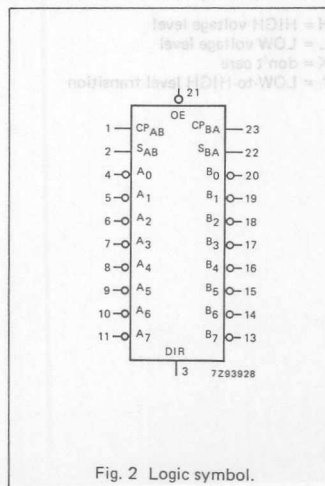 H = HIGH voltage level
L = LOW voltage level
X = don't care
= LOW-to-HIGH level transition
21
OE
1 CPAB CPBA 23
2 SAB SBA 22
4 A0 B0 20
5 A1 B1 19
6 A2 B2 18
7 A3 B3 17
8 A4 B4 16
9 A5 B5 15
10 A6 B6 14
11 A7 B7 13
DIR
3 7Z93928
Fig. 2 Logic symbol.